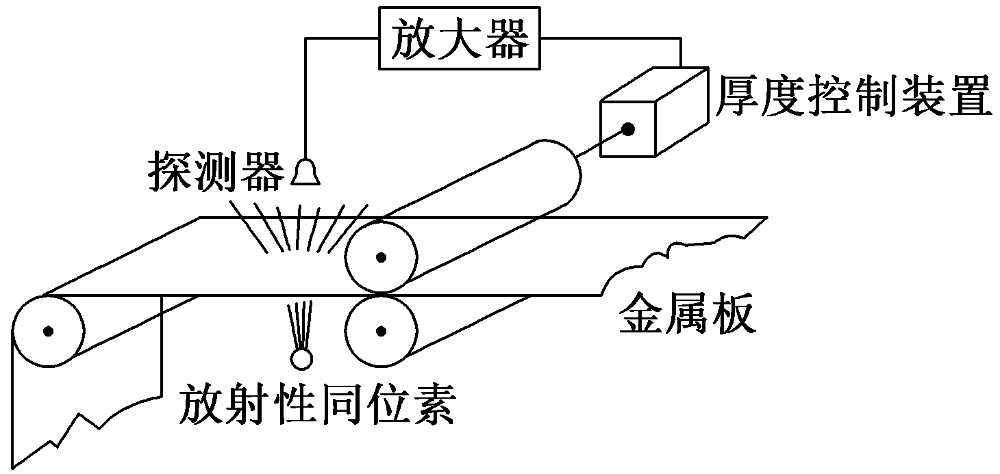 放大器
厚度控制装置
探测器
金属板
放射性同位素